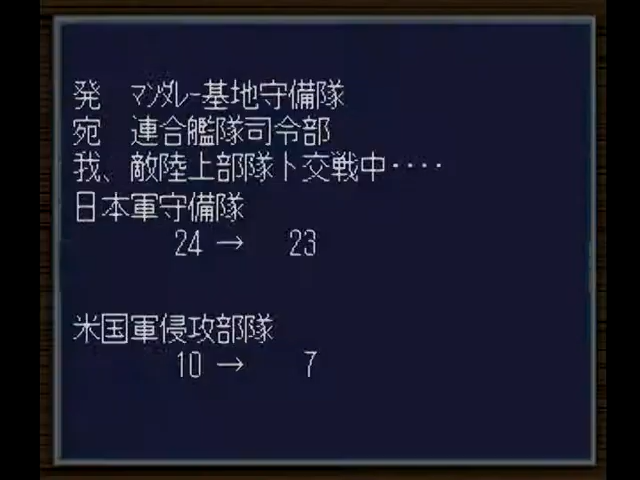 発　ﾏﾝﾀﾞﾚｰ基地守備隊
宛　連合艦隊司令部
我、敵陸上部隊ト交戦中････
日本軍守備隊
24 →　23
米国軍侵攻部隊
10 →　7